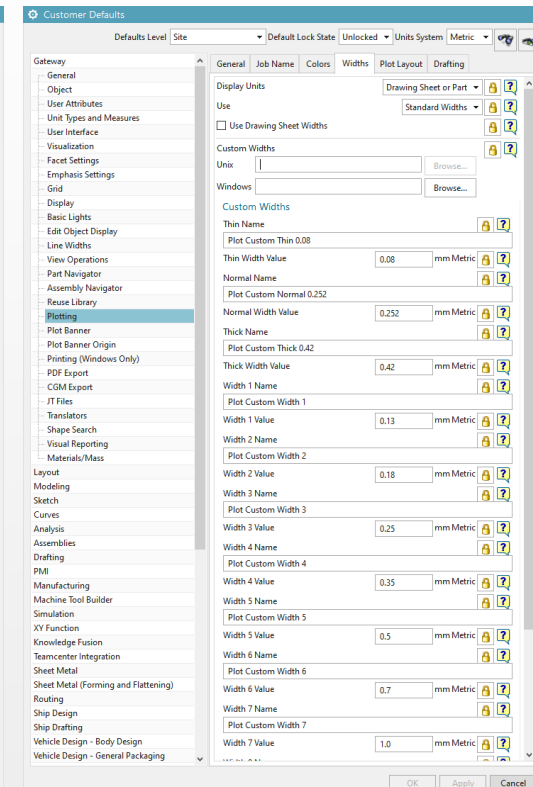 Customer Defaults
Defaults Level Site Default Lock State Unlocked Units System Metric
Gateway
General
Object
User Attributes
Unit Types and Measures
User Interface
Visualization
Facet Settings
Emphasis Settings
Grid
Display
Basic Lights
Edit Object Display
Line Widths
View Operations
Part Navigator
Assembly Navigator
Reuse Library
Plotting
Plot Banner
Plot Banner Origin
Printing (Windows Only)
PDF Export
CGM Export
JT Files
Translators
Shape Search
Visual Reporting
Materials/Mass
Layout
Modeling
Sketch
Curves
Analysis
Assemblies
Drafting
PMI
Manufacturing
Machine Tool Builder
Simulation
XY Function
Knowledge Fusion
Teamcenter Integration
Sheet Metal
Sheet Metal (Forming and Flattening)
Routing
Ship Design
Ship Drafting
Vehicle Design - Body Design
Vehicle Design - General Packaging
General Job Name Colors Widths Plot Layout Drafting
Display Units Drawing Sheet or Part
Use Standard Widths
Use Drawing Sheet Widths
Custom Widths
Unix Browse...
Windows Browse...
Custom Widths
Thin Name
Plot Custom Thin 0.08
Thin Width Value 0.08 mm Metric
Normal Name
Plot Custom Normal 0.252
Normal Width Value 0.252 mm Metric
Thick Name
Plot Custom Thick 0.42
Thick Width Value 0.42 mm Metric
Width 1 Name
Plot Custom Width 1
Width 1 Value 0.13 mm Metric
Width 2 Name
Plot Custom Width 2
Width 2 Value 0.18 mm Metric
Width 3 Name
Plot Custom Width 3
Width 3 Value 0.25 mm Metric
Width 4 Name
Plot Custom Width 4
Width 4 Value 0.35 mm Metric
Width 5 Name
Plot Custom Width 5
Width 5 Value 0.5 mm Metric
Width 6 Name
Plot Custom Width 6
Width 6 Value 0.7 mm Metric
Width 7 Name
Plot Custom Width 7
Width 7 Value 1.0 mm Metric
OK Apply Cancel